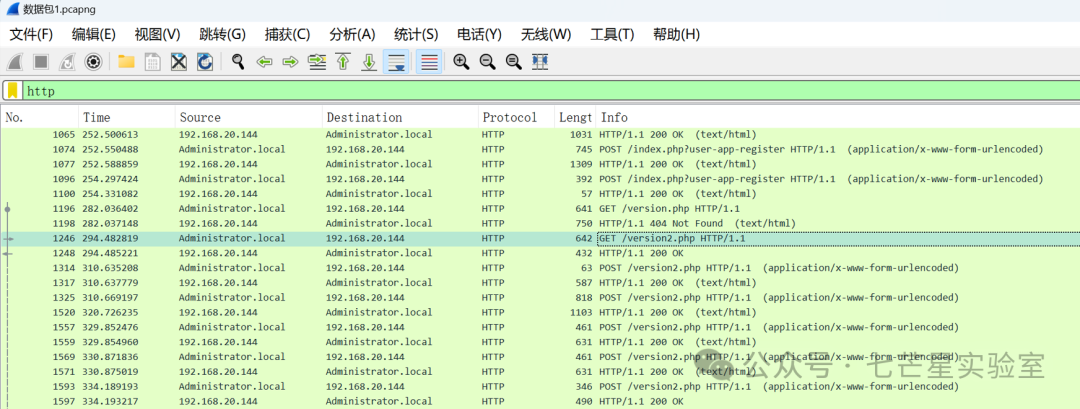 数据包1.pcapng
文件(F) 编辑(E) 视图(V) 跳转(G) 捕获(C) 分析(A) 统计(S) 电话(Y) 无线(W) 工具(T) 帮助(H)
http
No. Time Source Destination Protocol Lengt Info
1065 252.500613 192.168.20.144 Administrator.local HTTP 1031 HTTP/1.1 200 OK (text/html)
1074 252.550488 Administrator.local 192.168.20.144 HTTP 745 POST /index.php?user-app-register HTTP/1.1 (application/x-www-form-urlencoded)
1077 252.588859 192.168.20.144 Administrator.local HTTP 1309 HTTP/1.1 200 OK (text/html)
1096 254.297424 Administrator.local 192.168.20.144 HTTP 392 POST /index.php?user-app-register HTTP/1.1 (application/x-www-form-urlencoded)
1100 254.331082 192.168.20.144 Administrator.local HTTP 57 HTTP/1.1 200 OK (text/html)
1196 282.036402 Administrator.local 192.168.20.144 HTTP 641 GET /version.php HTTP/1.1
1198 282.037148 192.168.20.144 Administrator.local HTTP 750 HTTP/1.1 404 Not Found (text/html)
1246 294.482819 Administrator.local 192.168.20.144 HTTP 642 GET /version2.php HTTP/1.1
1248 294.485221 192.168.20.144 Administrator.local HTTP 432 HTTP/1.1 200 OK
1314 310.635208 Administrator.local 192.168.20.144 HTTP 63 POST /version2.php HTTP/1.1 (application/x-www-form-urlencoded)
1317 310.637779 192.168.20.144 Administrator.local HTTP 587 HTTP/1.1 200 OK (text/html)
1325 310.669197 Administrator.local 192.168.20.144 HTTP 818 POST /version2.php HTTP/1.1 (application/x-www-form-urlencoded)
1520 320.726235 192.168.20.144 Administrator.local HTTP 1103 HTTP/1.1 200 OK (text/html)
1557 329.852476 Administrator.local 192.168.20.144 HTTP 461 POST /version2.php HTTP/1.1 (application/x-www-form-urlencoded)
1559 329.854960 192.168.20.144 Administrator.local HTTP 631 HTTP/1.1 200 OK (text/html)
1569 330.871836 Administrator.local 192.168.20.144 HTTP 461 POST /version2.php HTTP/1.1 (application/x-www-form-urlencoded)
1571 330.875019 192.168.20.144 Administrator.local HTTP 631 HTTP/1.1 200 OK (text/html)
1593 334.189193 Administrator.local 192.168.20.144 HTTP 346 POST /version2.php HTTP/1.1 (application/x-www-form-urlencoded)
1597 334.193217 192.168.20.144 Administrator.local HTTP 490 HTTP/1.1 200 OK
公众号·七芒星实验室